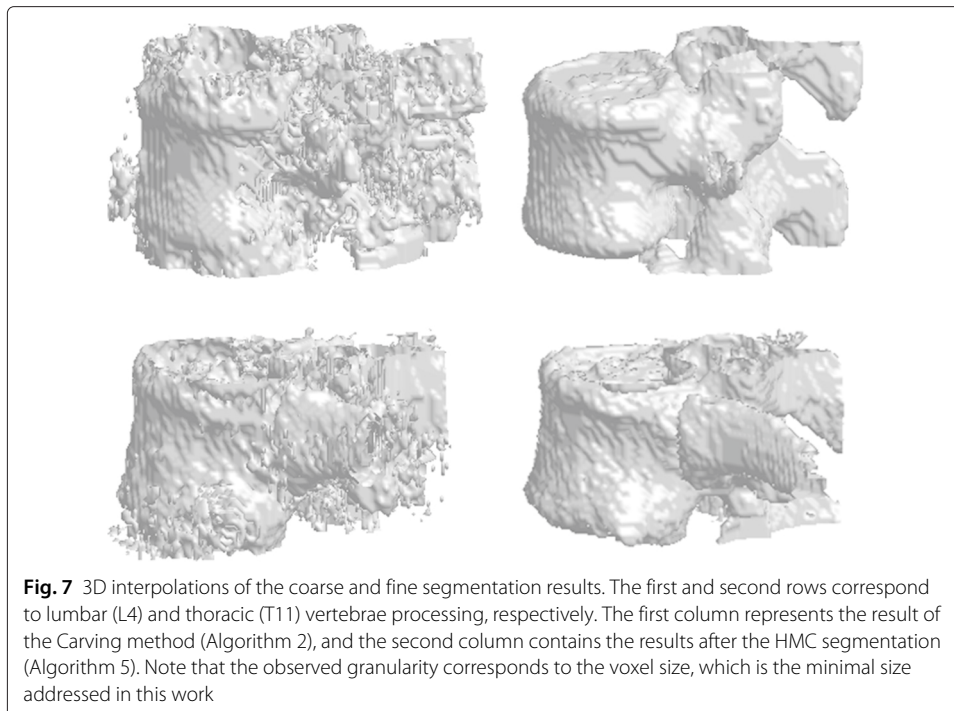 Fig. 7 3D interpolations of the coarse and fine segmentation results. The first and second rows correspond
to lumbar (L4) and thoracic (T11) vertebrae processing, respectively. The first column represents the result of
the Carving method (Algorithm 2), and the second column contains the results after the HMC segmentation
(Algorithm 5). Note that the observed granularity corresponds to the voxel size, which is the minimal size
addressed in this work